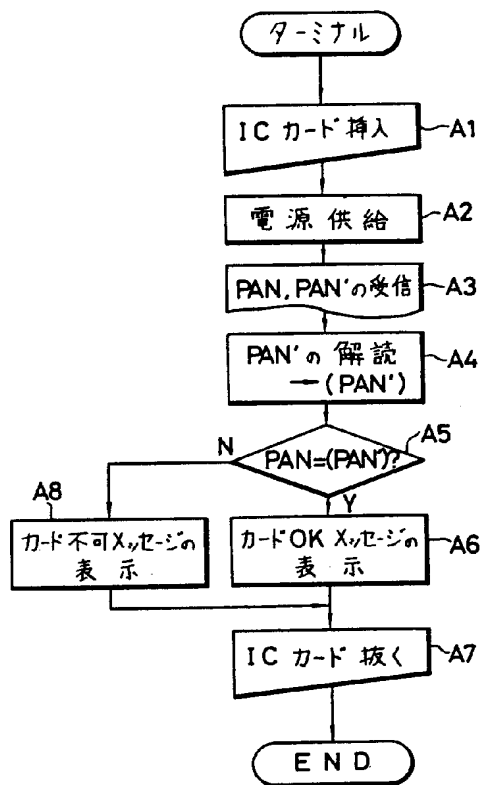 ターミナル
ICカード挿入
A1
電源供給
A2
PAN,PAN'の受信
A3
PAN'の解読
→(PAN')
A4
PAN=(PAN')?
A5
N
Y
A8
カード不可メッセージの
表示
カードOKメッセージの
表示
A6
ICカード抜く
A7
END